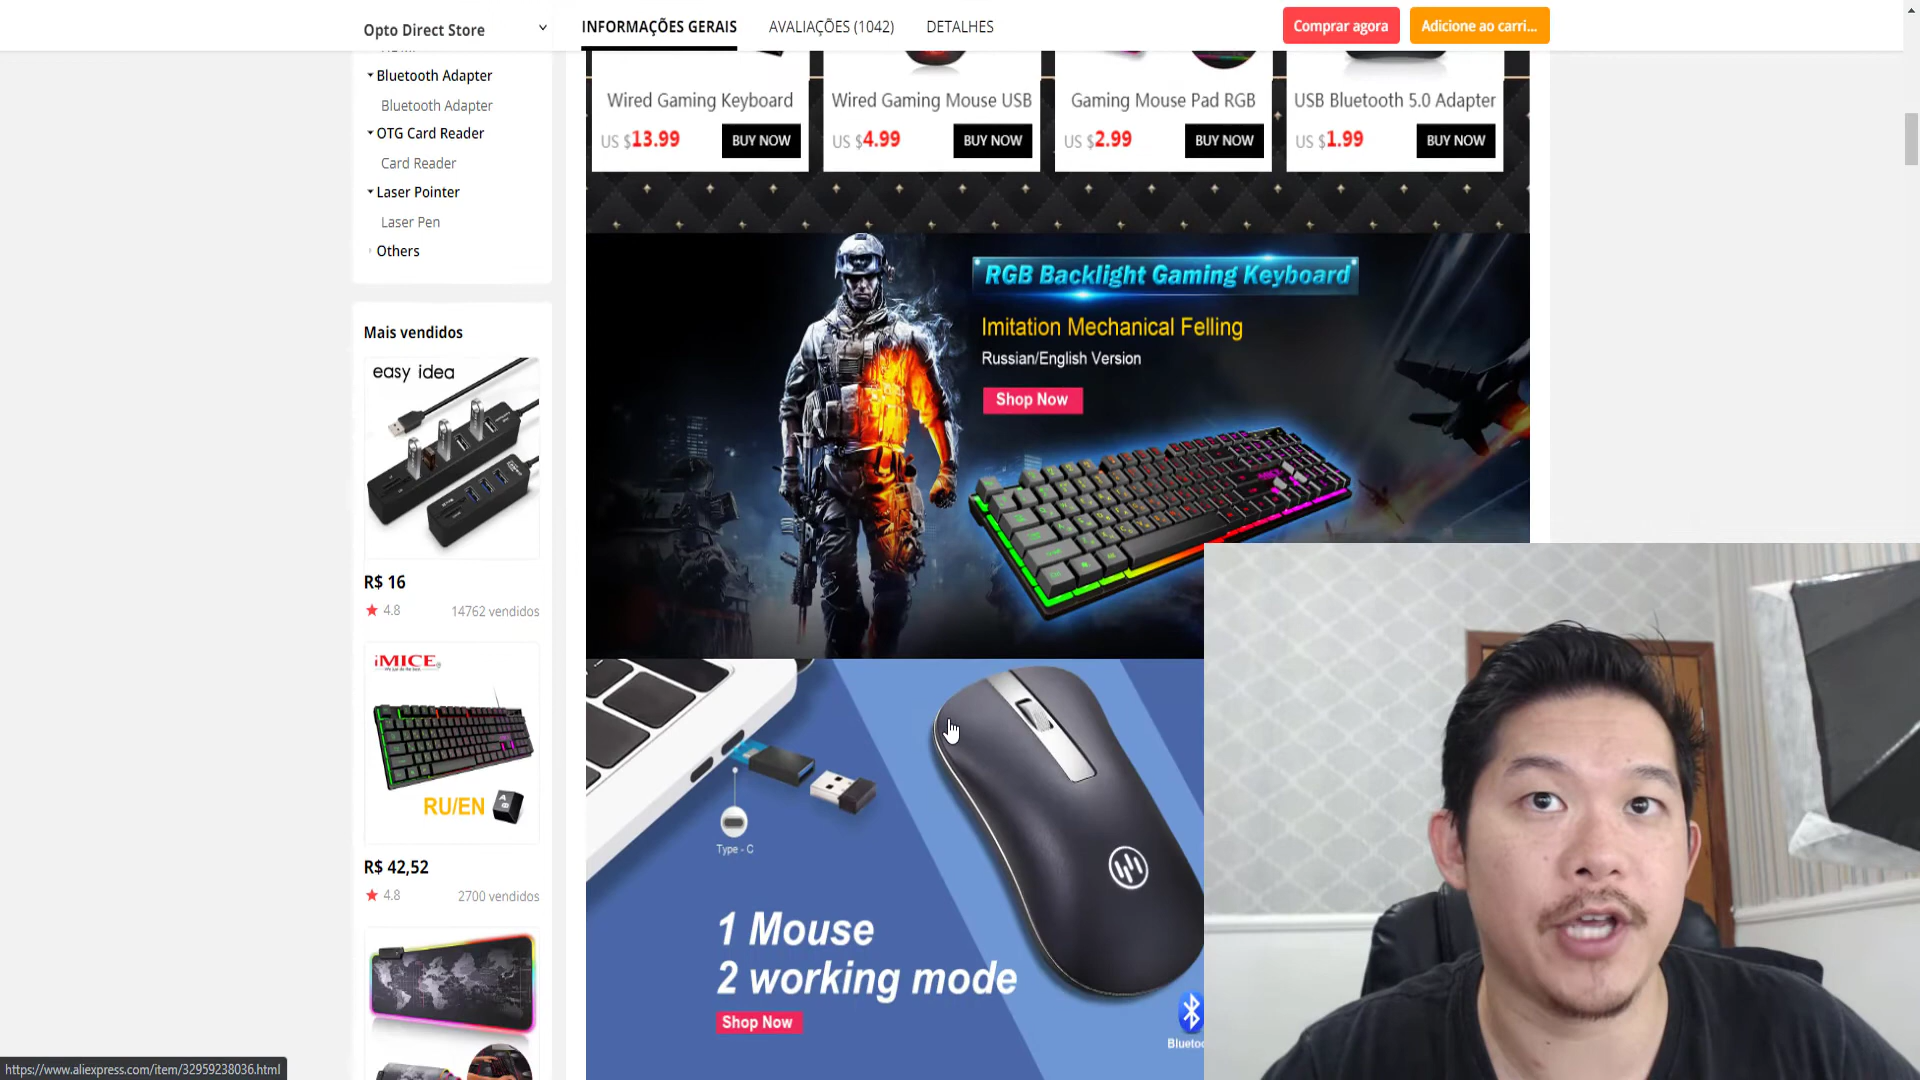 Opto Direct Store
INFORMAÇÕES GERAIS
AVALIAÇÕES (1042)
DETALHES
Comprar agora
Adicione ao carri...
Bluetooth Adapter
Bluetooth Adapter
OTG Card Reader
Card Reader
Laser Pointer
Laser Pen
Others
Wired Gaming Keyboard
US $13.99
BUY NOW
Wired Gaming Mouse USB
US $4.99
BUY NOW
Gaming Mouse Pad RGB
US $2.99
BUY NOW
USB Bluetooth 5.0 Adapter
US $1.99
BUY NOW
RGB Backlight Gaming Keyboard
Imitation Mechanical Felling
Russian/English Version
Shop Now
Mais vendidos
easy idea
R$ 16
4.8
14762 vendidos
iMICE
RU/EN
R$ 42,52
4.8
2700 vendidos
Type - C
1 Mouse
2 working mode
Shop Now
https://www.aliexpress.com/item/32959238036.html